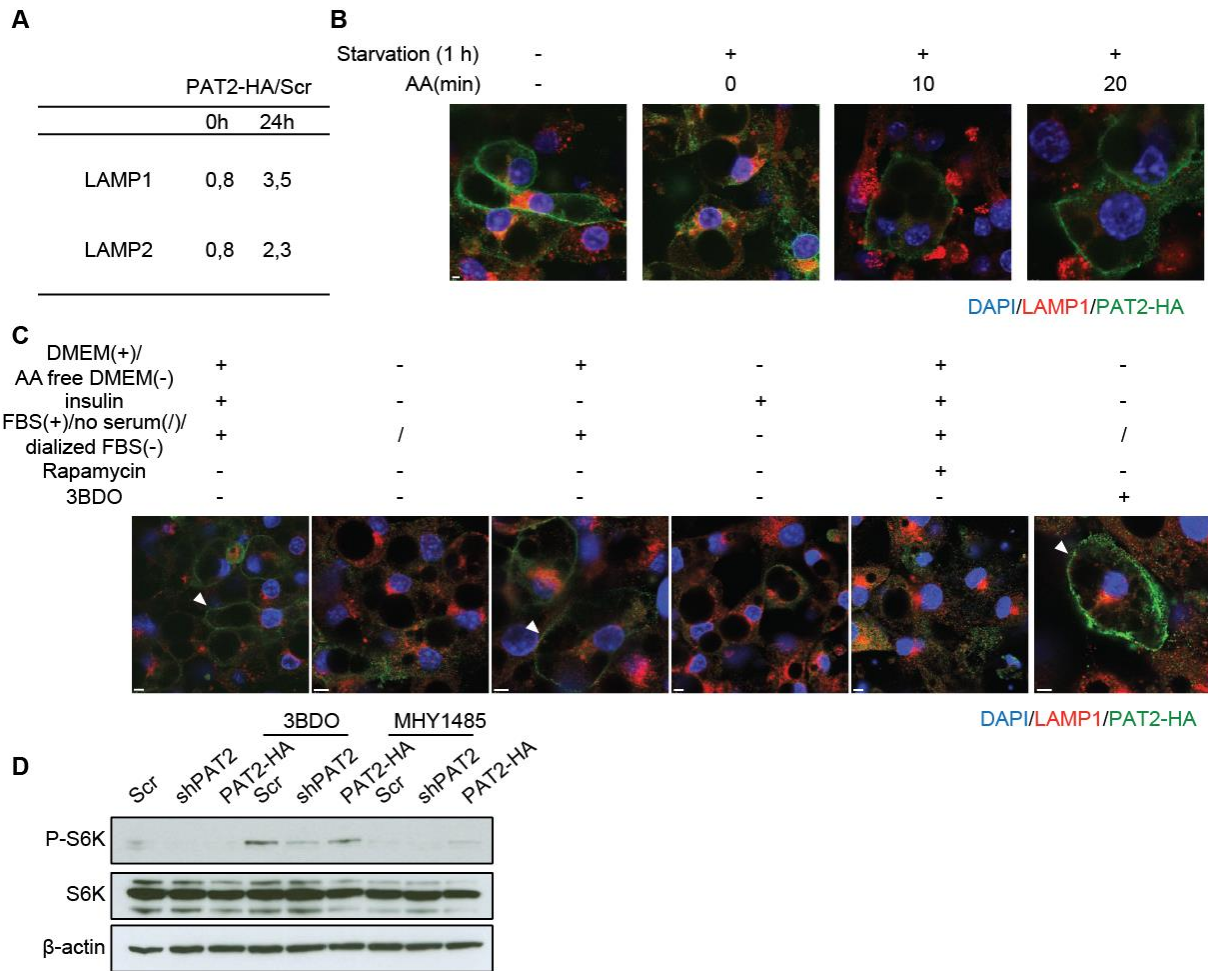 A
PAT2-HA/Scr
0h 24h
LAMP1 0,8 3,5
LAMP2 0,8 2,3
B
Starvation (1 h) - + + +
AA(min) - 0 10 20
DAPI/LAMP1/PAT2-HA
C
DMEM(+)/
AA free DMEM(-) + - + - + -
insulin + - - + + -
FBS(+)/no serum(/)/
dialized FBS(-) + / + - + /
Rapamycin - - - - + -
3BDO - - - - - +
DAPI/LAMP1/PAT2-HA
D
3BDO MHY1485
Scr shPAT2 PAT2-HA Scr shPAT2 PAT2-HA Scr shPAT2 PAT2-HA
P-S6K
S6K
β-actin